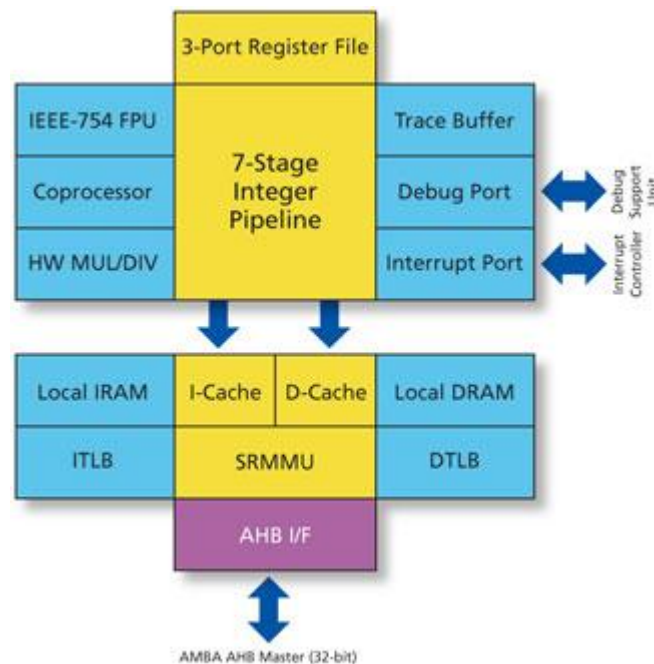 3-Port Register File
IEEE-754 FPU
7-Stage
Integer
Pipeline
Trace Buffer
Coprocessor
Debug Port
Debug
Support
Unit
HW MUL/DIV
Interrupt Port
Interrupt
Controller
Local IRAM
I-Cache
D-Cache
Local DRAM
ITLB
SRMMU
DTLB
AHB I/F
AMBA AHB Master (32-bit)